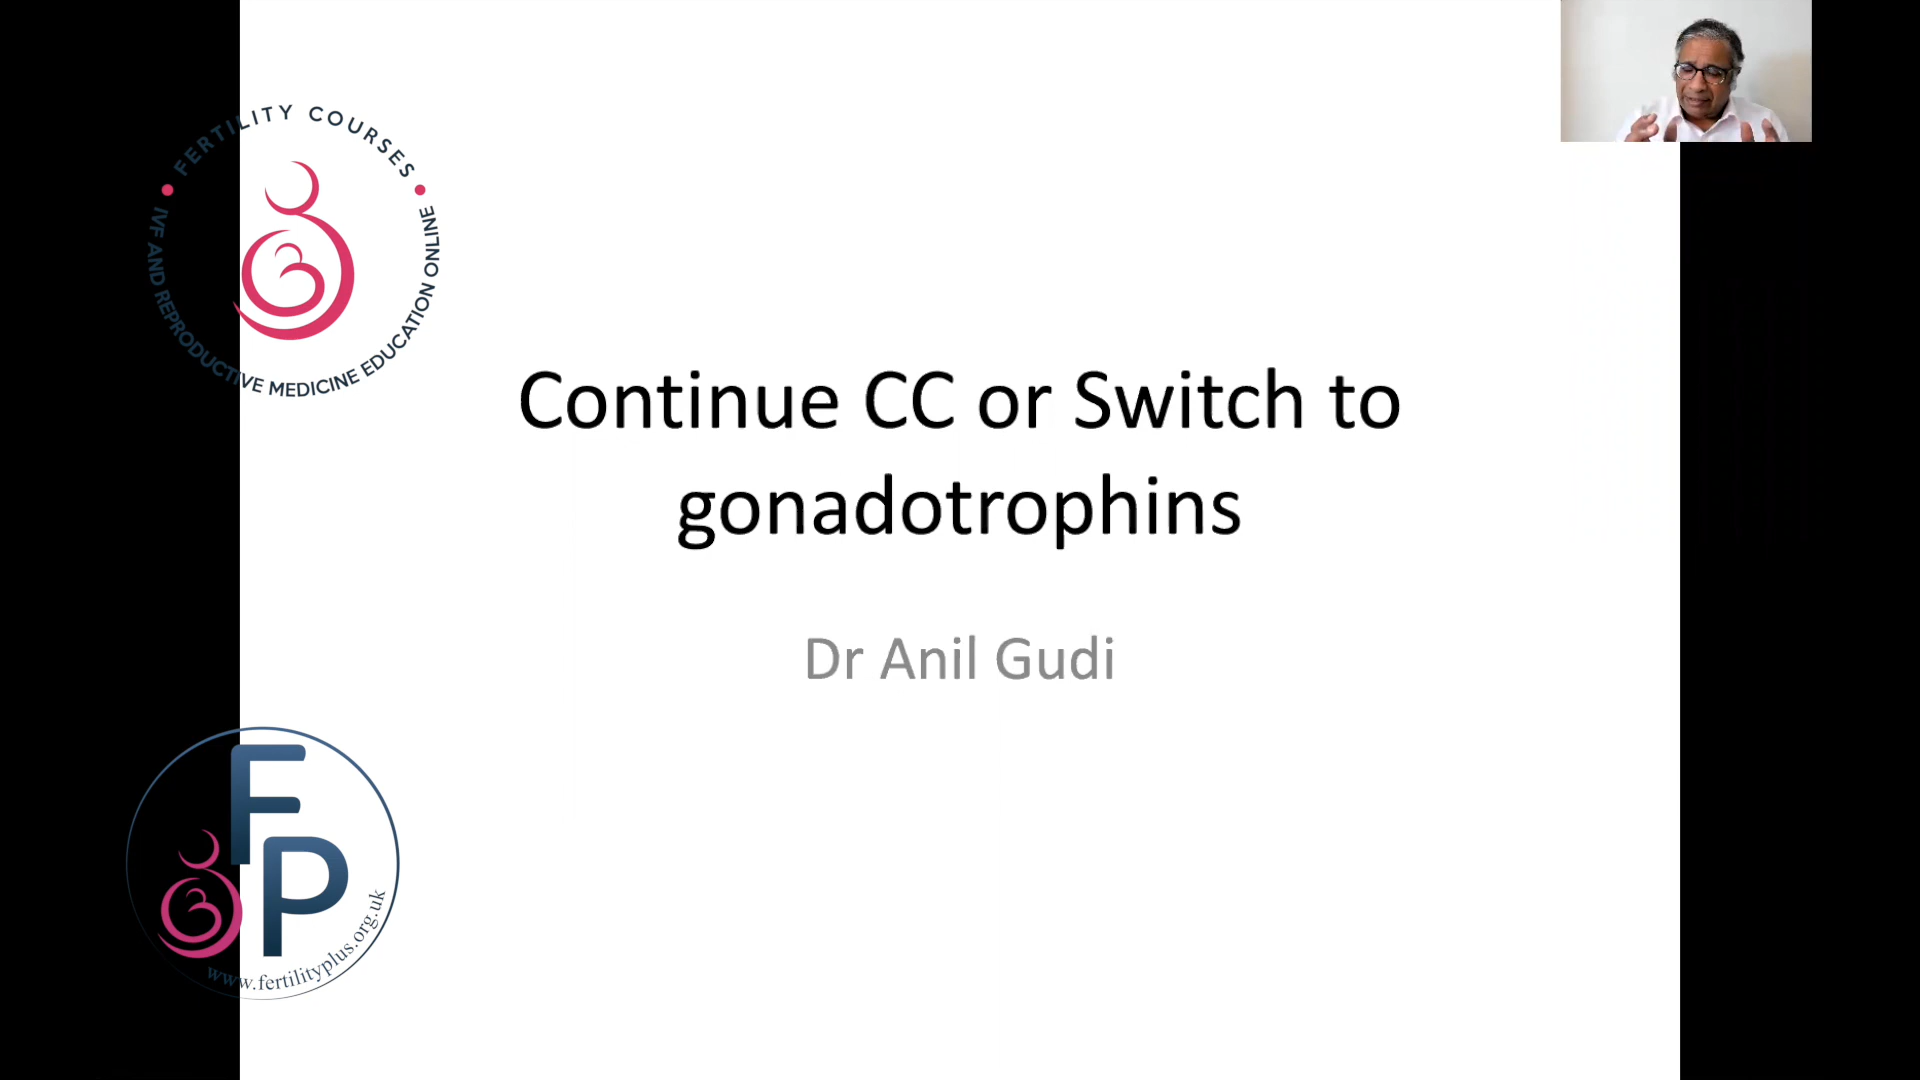 FERTILITY COURSES
IVF AND REPRODUCTIVE MEDICINE EDUCATION ONLINE
Continue CC or Switch to
gonadotrophins
Dr Anil Gudi
FP
www.fertilityplus.org.uk